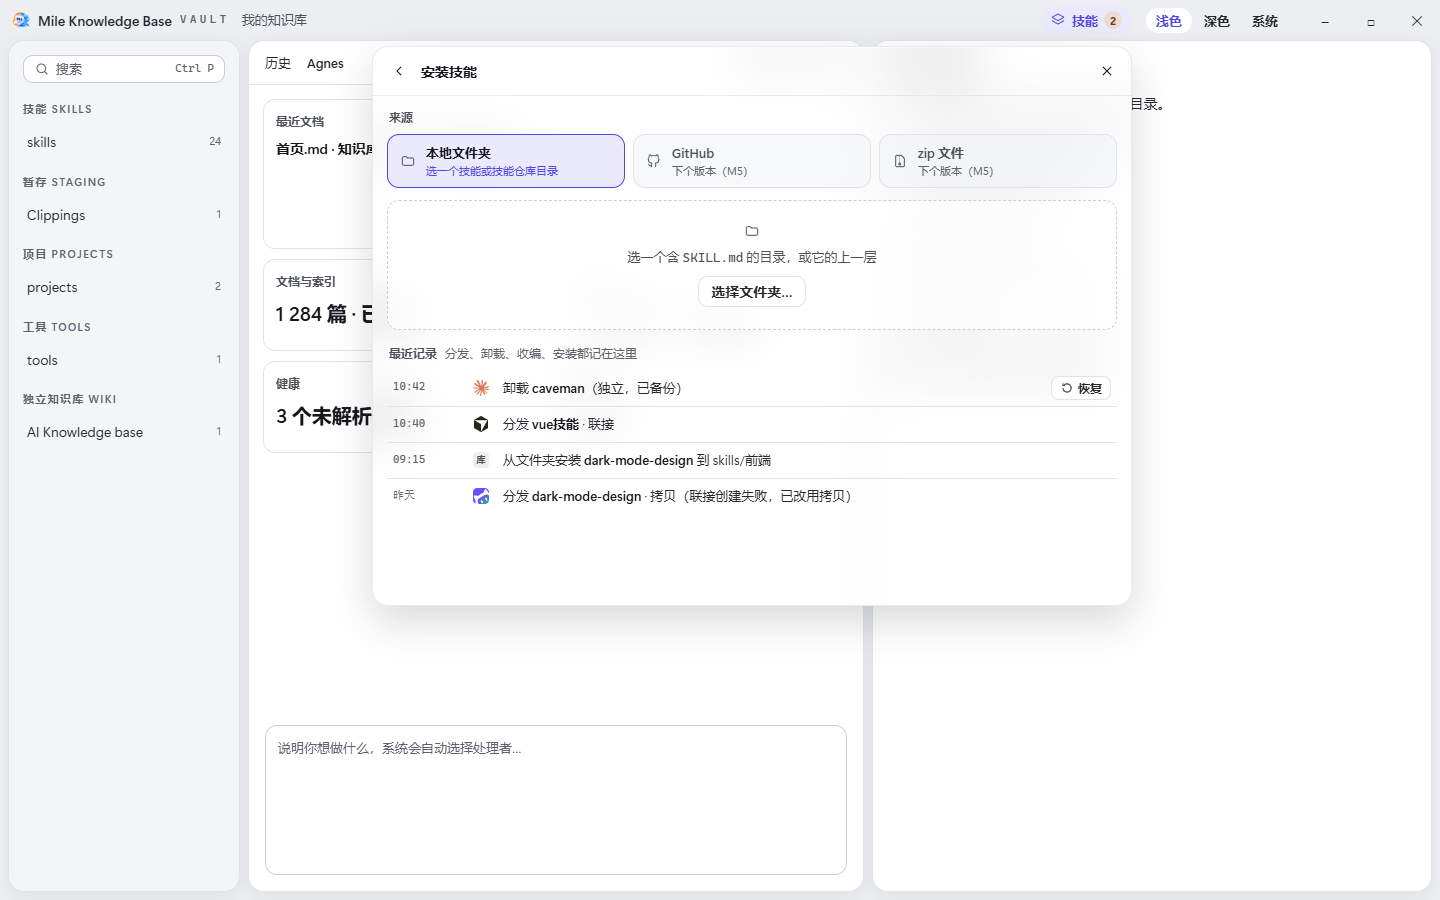 Mile Knowledge Base VAULT 我的知识库
技能 2 浅色 深色 系统
搜索 Ctrl P
技能 SKILLS
skills 24
暂存 STAGING
Clippings 1
项目 PROJECTS
projects 2
工具 TOOLS
tools 1
独立知识库 WIKI
AI Knowledge base 1
历史 Agnes
最近文档
首页.md · 知识库
文档与索引
1 284 篇 · 已
健康
3 个未解析
说明你想做什么，系统会自动选择处理者...
目录。
安装技能
来源
本地文件夹
选一个技能或技能仓库目录
GitHub
下个版本（M5）
zip 文件
下个版本（M5）
选一个含 SKILL.md 的目录，或它的上一层
选择文件夹...
最近记录 分发、卸载、收编、安装都记在这里
10:42 卸载 caveman（独立，已备份） 恢复
10:40 分发 vue技能 · 联接
09:15 库 从文件夹安装 dark-mode-design 到 skills/前端
昨天 分发 dark-mode-design · 拷贝（联接创建失败，已改用拷贝）